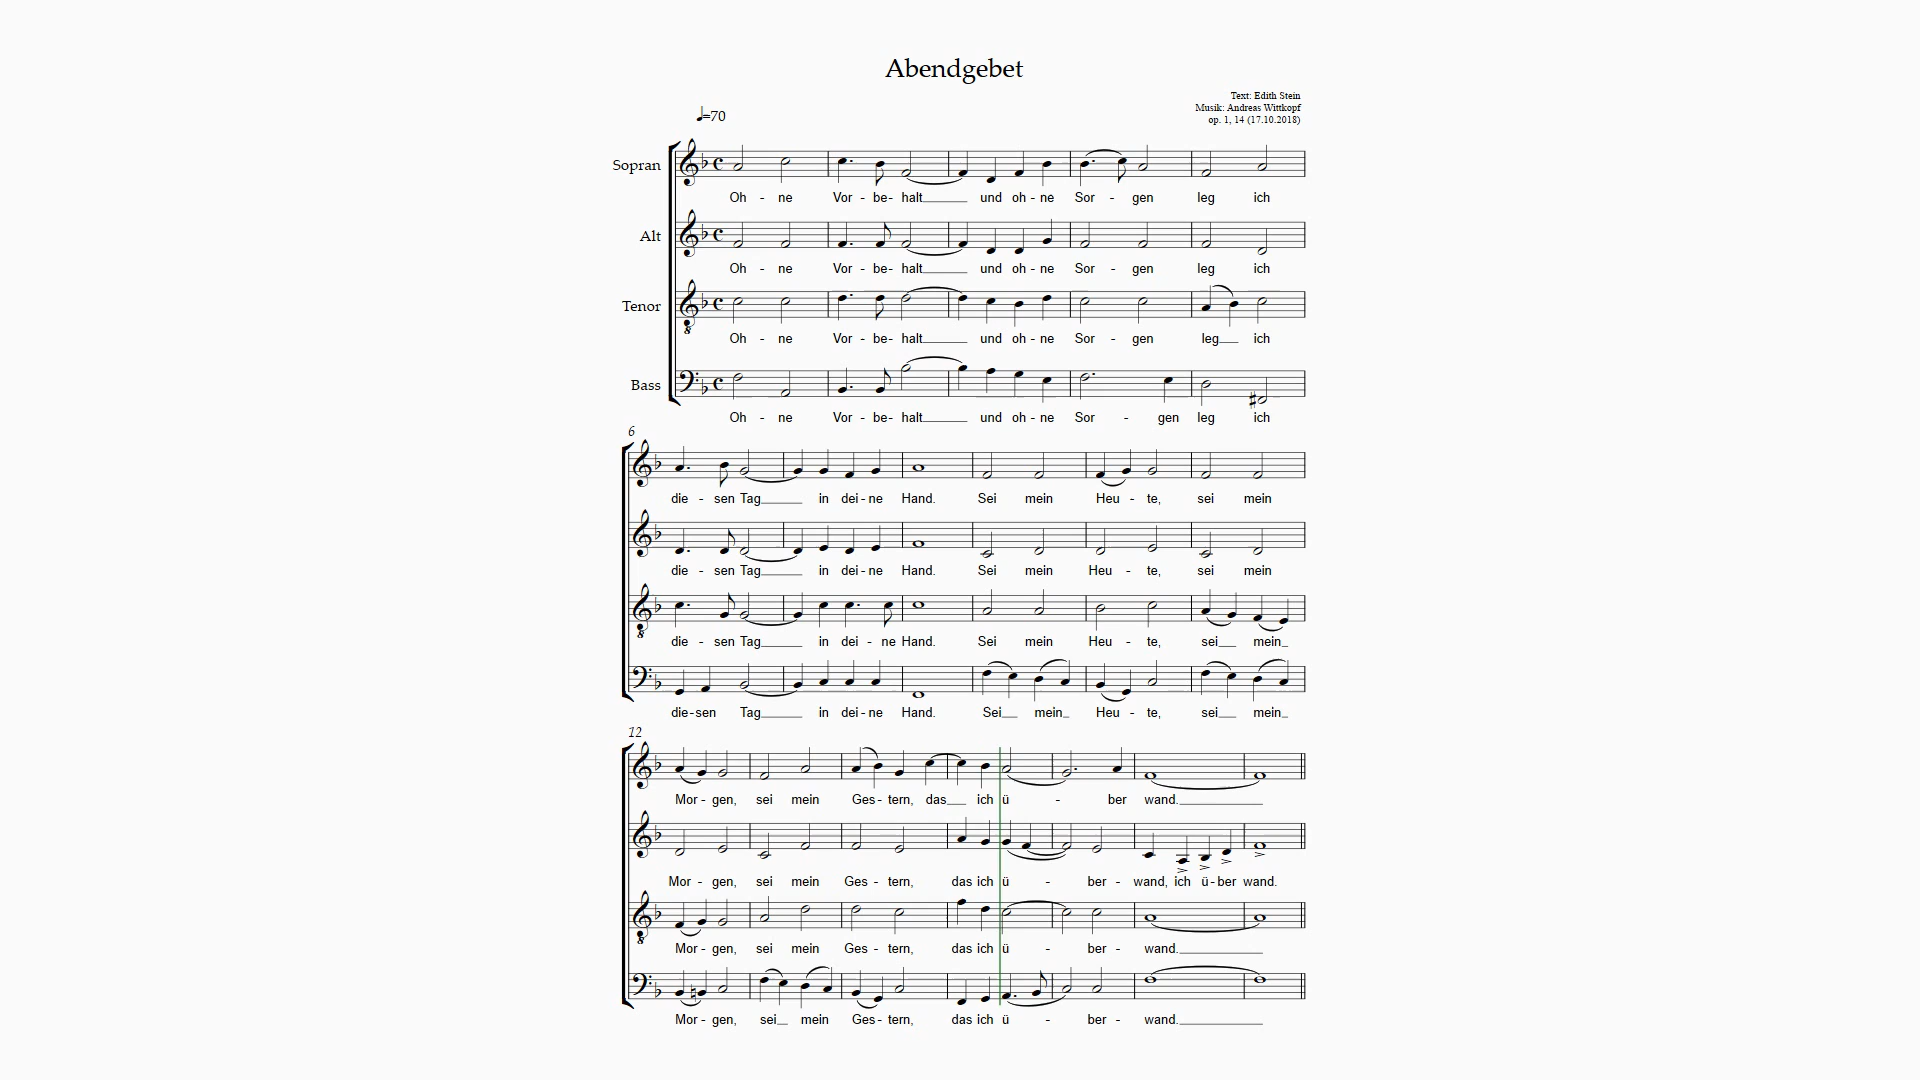 Abendgebet
Text: Edith Stein
Musik: Andreas Wittkopf
op. 1, 14 (17.10.2018)
=70
Sopran
Oh - ne Vor - be- halt und oh - ne Sor - gen leg ich
Alt
Oh - ne Vor - be- halt und oh - ne Sor - gen leg ich
Tenor
8
Oh - ne Vor - be- halt und oh - ne Sor - gen leg ich
Bass
Oh - ne Vor - be- halt und oh - ne Sor - gen leg ich
6
die - sen Tag in dei - ne Hand. Sei mein Heu - te, sei mein
die - sen Tag in dei - ne Hand. Sei mein Heu - te, sei mein
8
die - sen Tag in dei - ne Hand. Sei mein Heu - te, sei mein
die-sen Tag in dei - ne Hand. Sei mein Heu - te, sei mein
12
Mor - gen, sei mein Ges - tern, das ich ü - ber wand.
Mor - gen, sei mein Ges - tern, das ich ü - ber - wand, ich ü - ber wand.
8
Mor - gen, sei mein Ges - tern, das ich ü - ber - wand.
Mor - gen, sei mein Ges - tern, das ich ü - ber - wand.